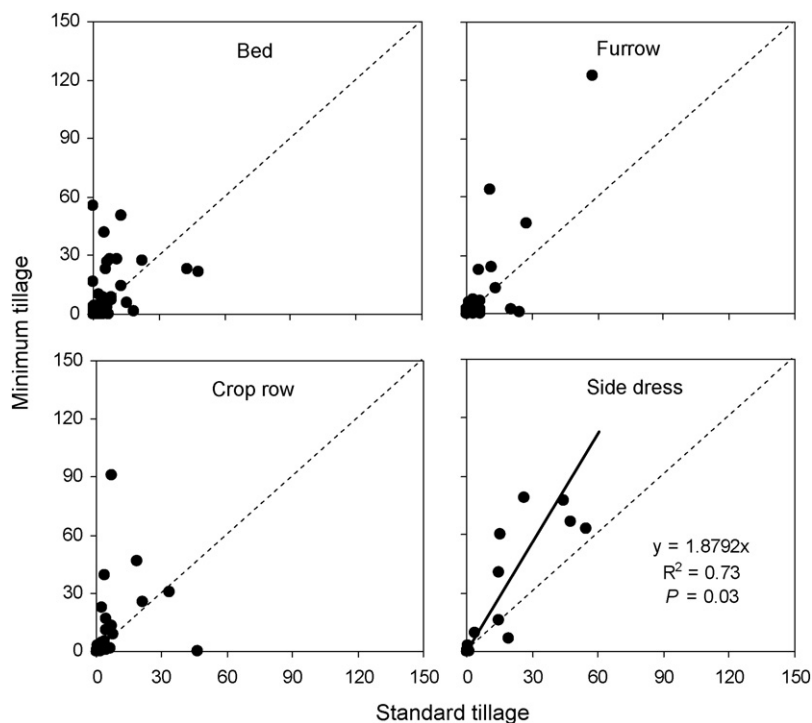 150
Bed
120
90
60
30
0
Furrow
Minimum tillage
150
Crop row
120
90
60
30
0
0 30 60 90 120 150
Side dress
y = 1.8792x
R² = 0.73
P = 0.03
0 30 60 90 120 150
Standard tillage